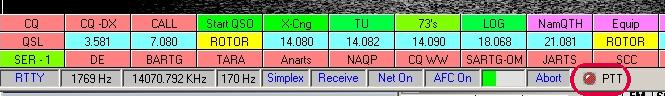 CQ CQ -DX CALL Start QSO X-Cng TU 73's LOG NamQTH Equip
QSL 3.581 7.080 ROTOR 14.080 14.082 14.090 18.068 21.081 ROTOR
SER - 1 DE BARTG TARA Anarts NAQP CQ WW SARTG-OM JARTS SCC
RTTY 1769 Hz 14070.792 KHz 170 Hz Simplex Receive Net On AFC On Abort PTT